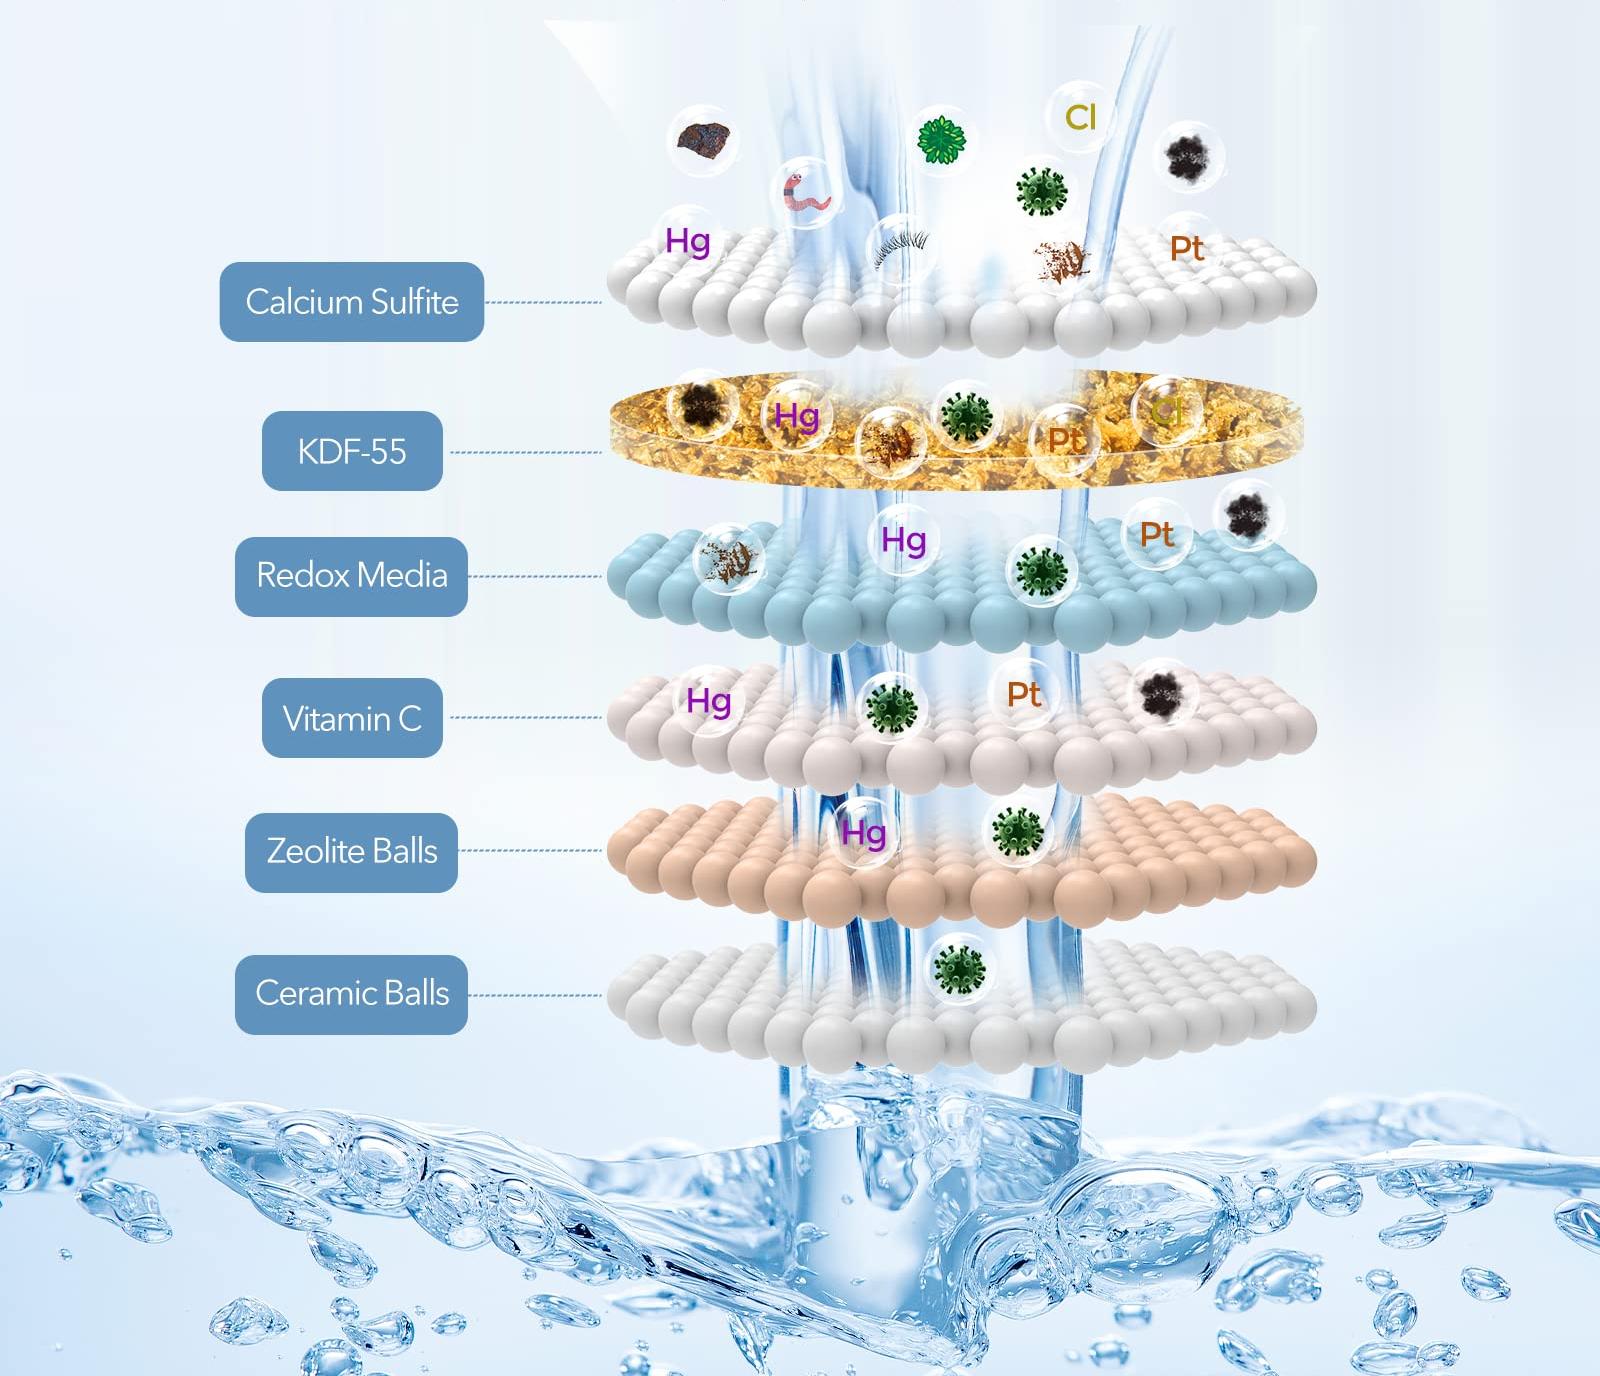 Cl
Hg
Pt
Calcium Sulfite
Hg
Pt
Cl
KDF-55
Hg
Pt
Redox Media
Hg
Pt
Vitamin C
Hg
Zeolite Balls
Ceramic Balls